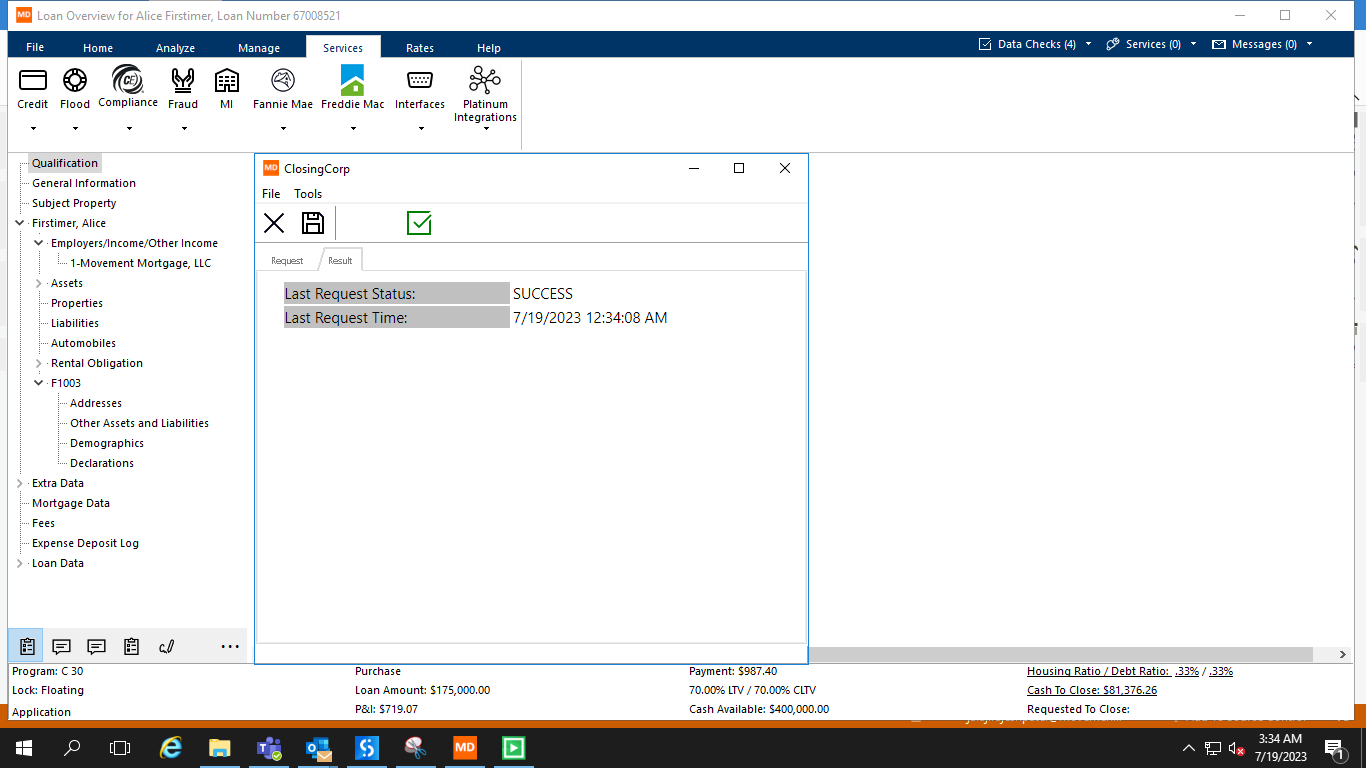 MD Loan Overview for Alice Firstimer, Loan Number 67008521
File Home Analyze Manage Services Rates Help Data Checks (4) Services (0) Messages (0)
Credit Flood Compliance Fraud MI Fannie Mae Freddie Mac Interfaces Platinum Integrations
Qualification
General Information
Subject Property
Firstimer, Alice
Employers/Income/Other Income
1-Movement Mortgage, LLC
Assets
Properties
Liabilities
Automobiles
Rental Obligation
F1003
Addresses
Other Assets and Liabilities
Demographics
Declarations
Extra Data
Mortgage Data
Fees
Expense Deposit Log
Loan Data
MD ClosingCorp
File Tools
Request Result
Last Request Status: SUCCESS
Last Request Time: 7/19/2023 12:34:08 AM
Program: C 30 Purchase Payment: $987.40 Housing Ratio / Debt Ratio: .33% / .33%
Lock: Floating Loan Amount: $175,000.00 70.00% LTV / 70.00% CLTV Cash To Close: $81,376.26
Application P&I: $719.07 Cash Available: $400,000.00 Requested To Close:
MD
3:34 AM
7/19/2023
1